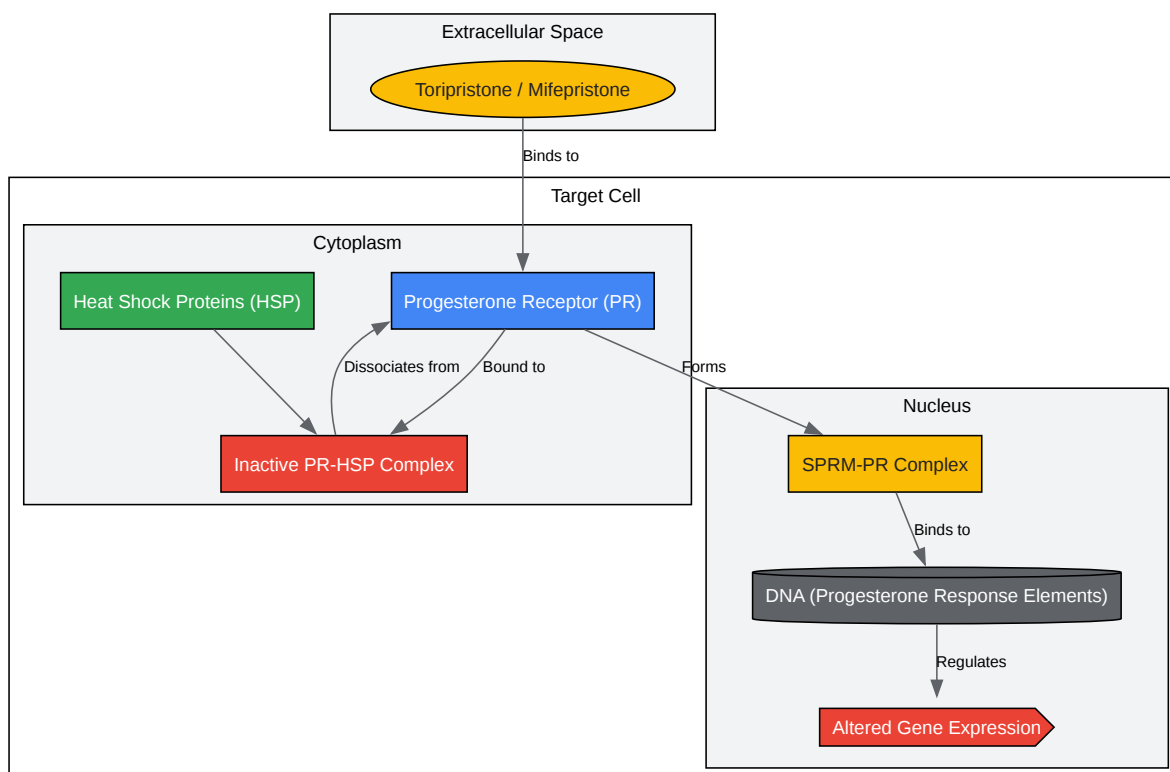 Extracellular Space
Toripristone / Mifepristone
Binds to
Target Cell
Cytoplasm
Heat Shock Proteins (HSP)
Progesterone Receptor (PR)
Dissociates from
Bound to
Forms
Nucleus
Inactive PR-HSP Complex
SPRM-PR Complex
Binds to
DNA (Progesterone Response Elements)
Regulates
Altered Gene Expression